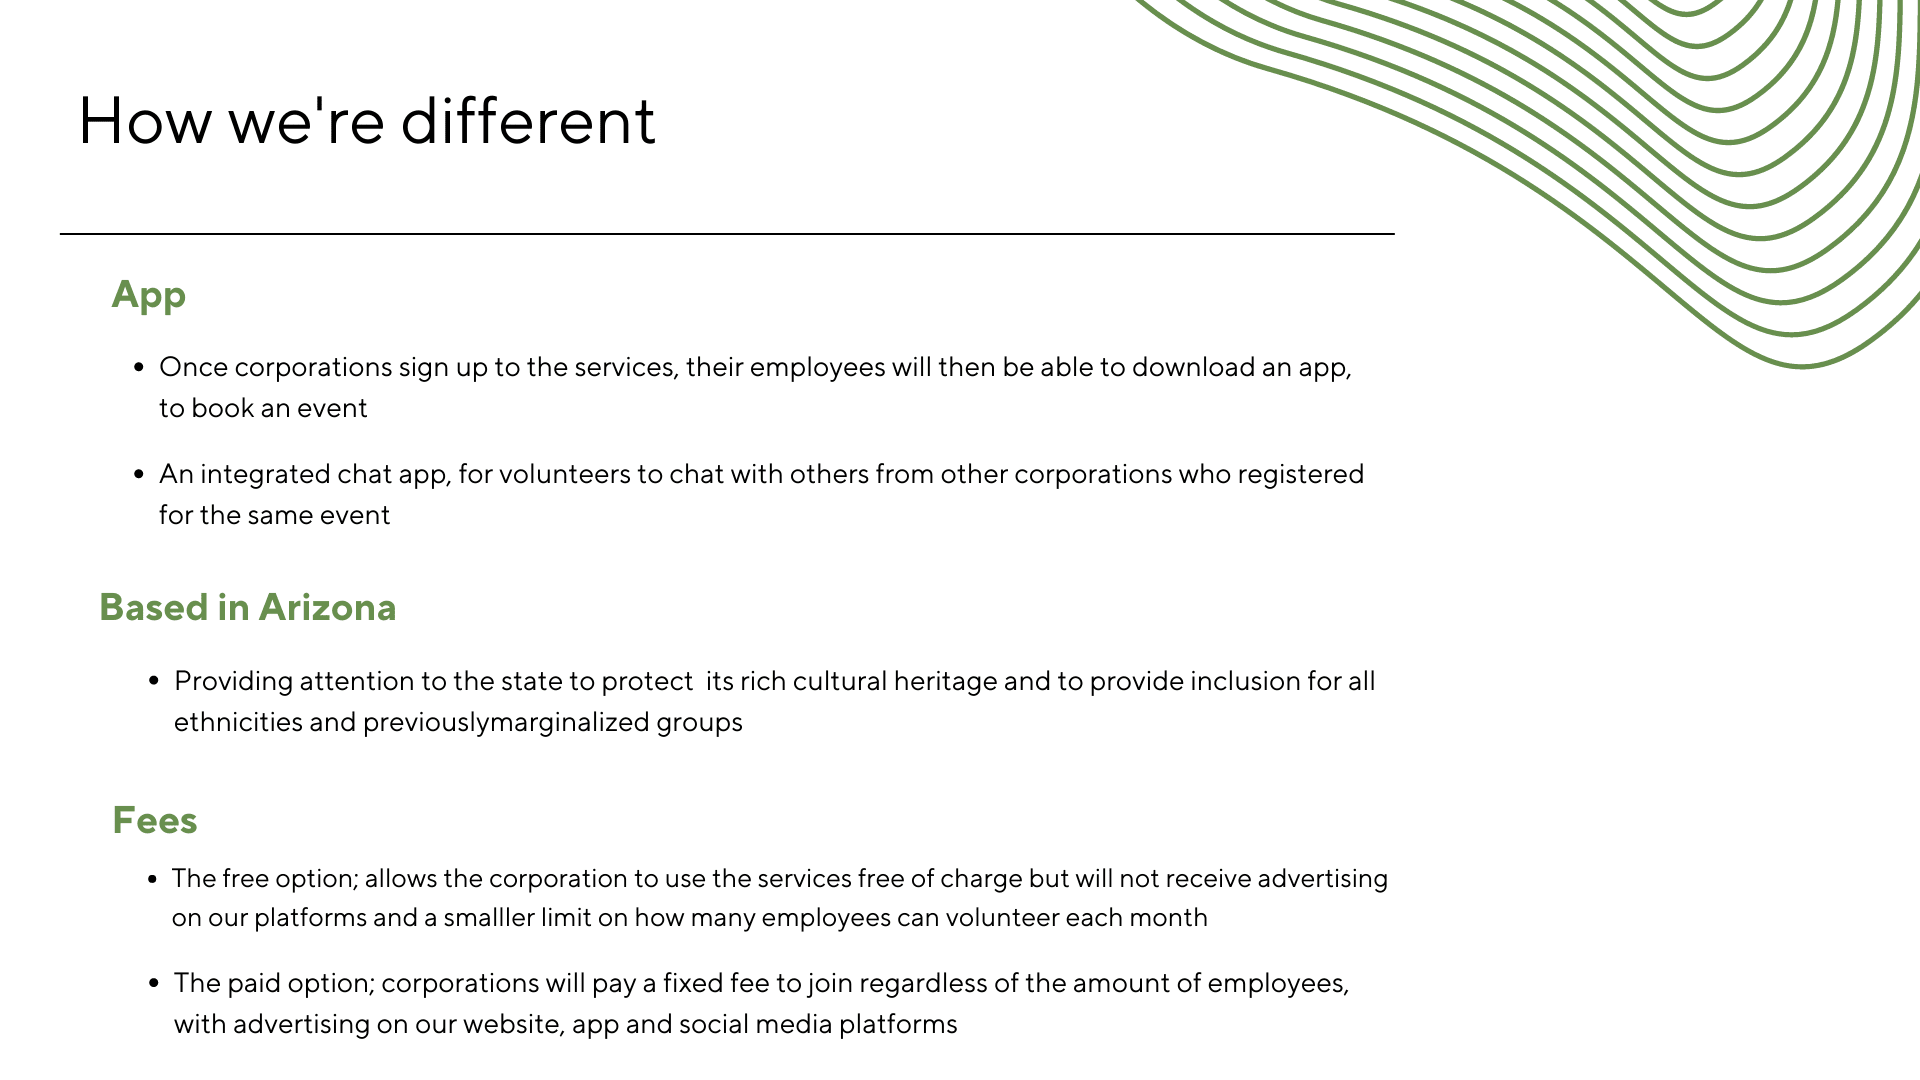 How we're different
App
• Once corporations sign up to the services, their employees will then be able to download an app,
to book an event
• An integrated chat app, for volunteers to chat with others from other corporations who registered
for the same event
Based in Arizona
• Providing attention to the state to protect  its rich cultural heritage and to provide inclusion for all
ethnicities and previouslymarginalized groups
Fees
• The free option; allows the corporation to use the services free of charge but will not receive advertising
on our platforms and a smalller limit on how many employees can volunteer each month
• The paid option; corporations will pay a fixed fee to join regardless of the amount of employees,
with advertising on our website, app and social media platforms